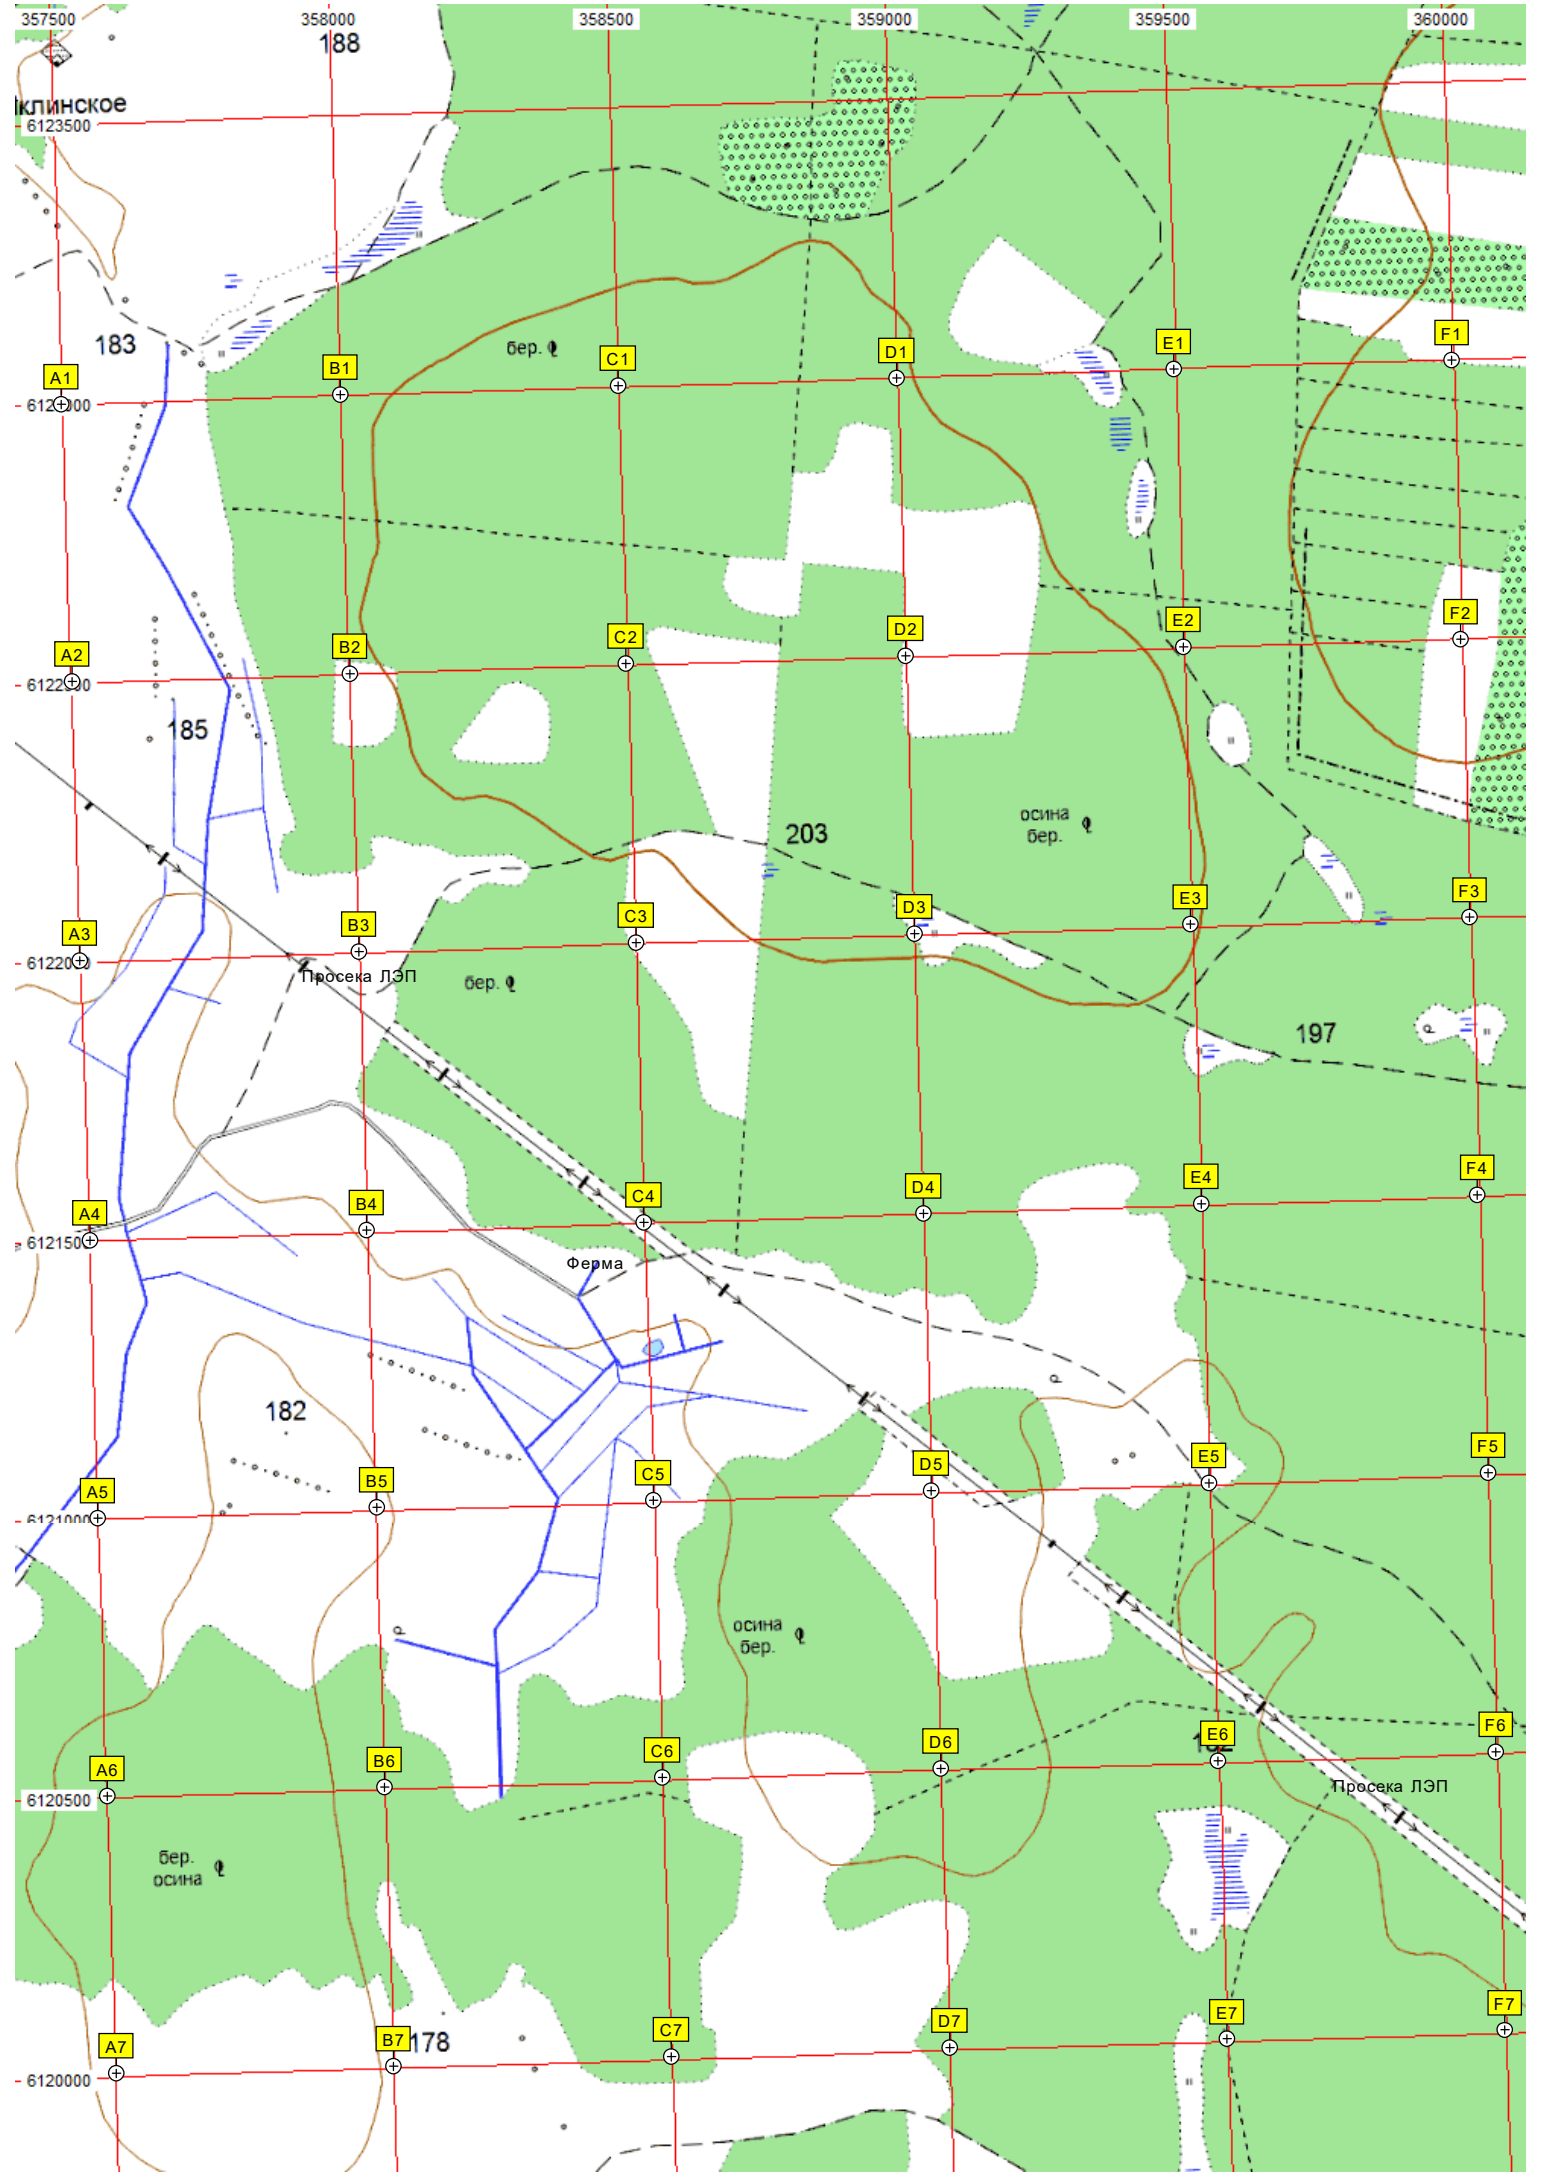 357500 358000 358500 359000 359500 360000
188
клинское
6123500
183
бер.
A1 B1 C1 D1 E1 F1
A2 B2 C2 D2 E2 F2
185
203
осина
бер.
A3 B3 C3 D3 E3 F3
6122000
Просека ЛЭП
бер.
197
A4 B4 C4 D4 E4 F4
6121500
Ферма
182
A5 B5 C5 D5 E5 F5
6121000
осина
бер.
A6 B6 C6 D6 E6 F6
Просека ЛЭП
6120500
бер.
осина
A7 B7 C7 D7 E7 F7
178
6120000